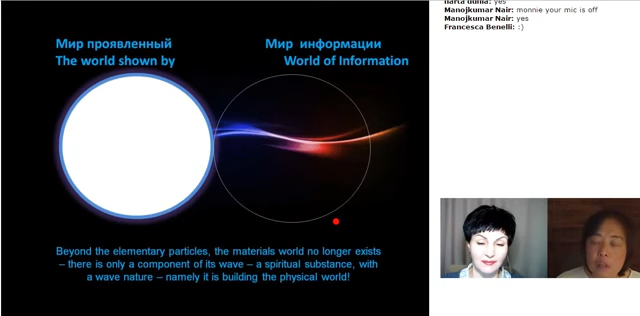 Мир проявленный
The world shown by
Мир информации
World of Information
Beyond the elementary particles, the materials world no longer exists
– there is only a component of its wave – a spiritual substance, with
a wave nature – namely it is building the physical world!
yes
Manojkumar Nair: monnie your mic is off
Manojkumar Nair: yes
Francesca Benelli: :)